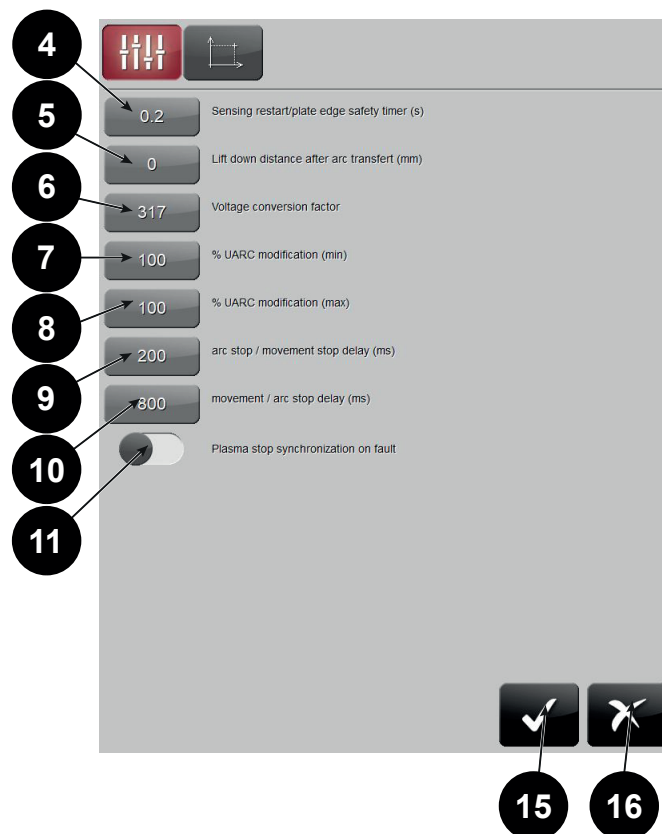 4
0.2 Sensing restart/plate edge safety timer (s)
5
0 Lift down distance after arc transfert (mm)
6
317 Voltage conversion factor
7
100 % UARC modification (min)
8
100 % UARC modification (max)
9
200 arc stop / movement stop delay (ms)
10
800 movement / arc stop delay (ms)
11
Plasma stop synchronization on fault
15 16